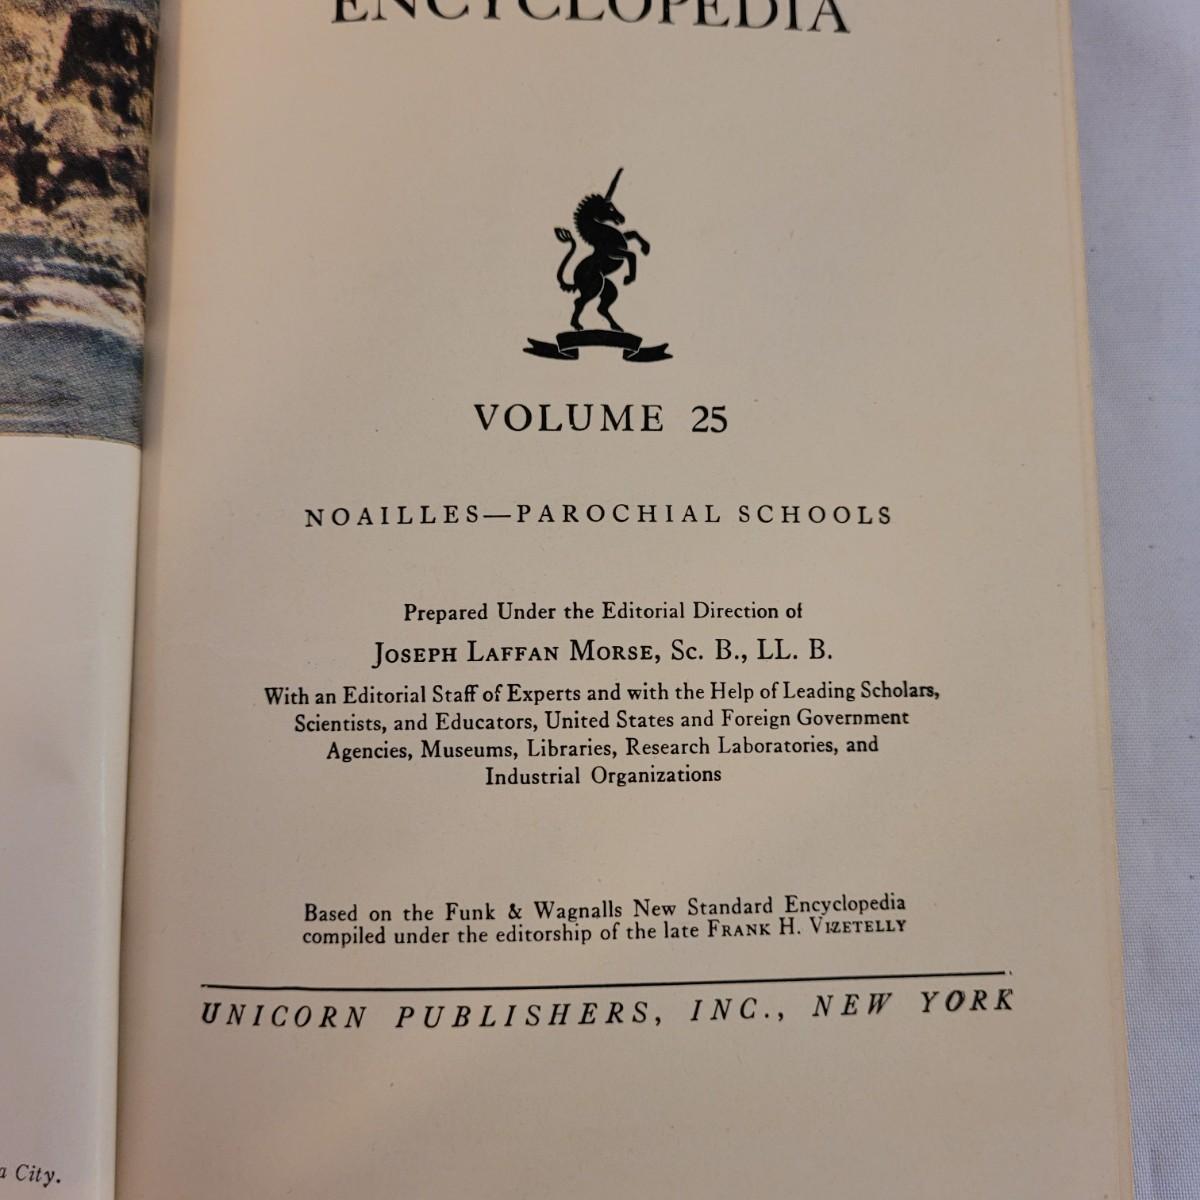 ENCYCLOPEDIA
VOLUME 25
NOAILLES—PAROCHIAL SCHOOLS
Prepared Under the Editorial Direction of
JOSEPH LAFFAN MORSE, Sc. B., LL. B.
With an Editorial Staff of Experts and with the Help of Leading Scholars,
Scientists, and Educators, United States and Foreign Government
Agencies, Museums, Libraries, Research Laboratories, and
Industrial Organizations
Based on the Funk & Wagnalls New Standard Encyclopedia
compiled under the editorship of the late FRANK H. VIZETELLY
UNICORN PUBLISHERS, INC., NEW YORK
a City.